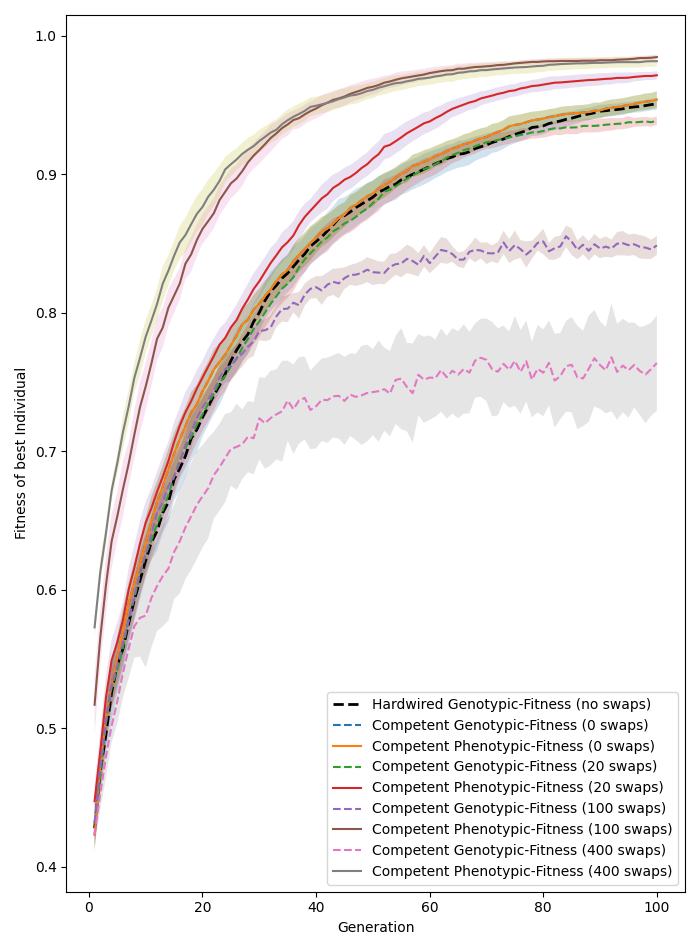 1.0
0.9
0.8
0.7
0.6
0.5
0.4
Fitness of best Individual
Hardwired Genotypic-Fitness (no swaps)
Competent Genotypic-Fitness (0 swaps)
Competent Phenotypic-Fitness (0 swaps)
Competent Genotypic-Fitness (20 swaps)
Competent Phenotypic-Fitness (20 swaps)
Competent Genotypic-Fitness (100 swaps)
Competent Phenotypic-Fitness (100 swaps)
Competent Genotypic-Fitness (400 swaps)
Competent Phenotypic-Fitness (400 swaps)
0 20 40 60 80 100
Generation